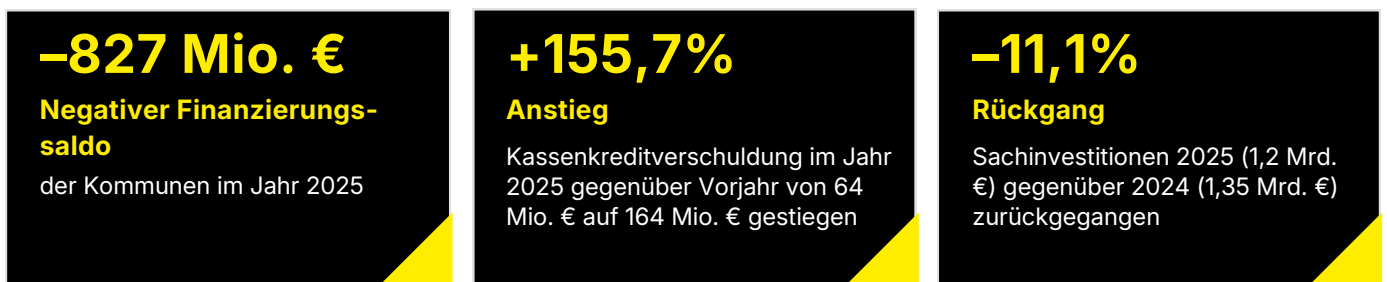 –827 Mio. €
Negativer Finanzierungs-
saldo
der Kommunen im Jahr 2025
+155,7%
Anstieg
Kassenkreditverschuldung im Jahr
2025 gegenüber Vorjahr von 64
Mio. € auf 164 Mio. € gestiegen
–11,1%
Rückgang
Sachinvestitionen 2025 (1,2 Mrd.
€) gegenüber 2024 (1,35 Mrd. €)
zurückgegangen